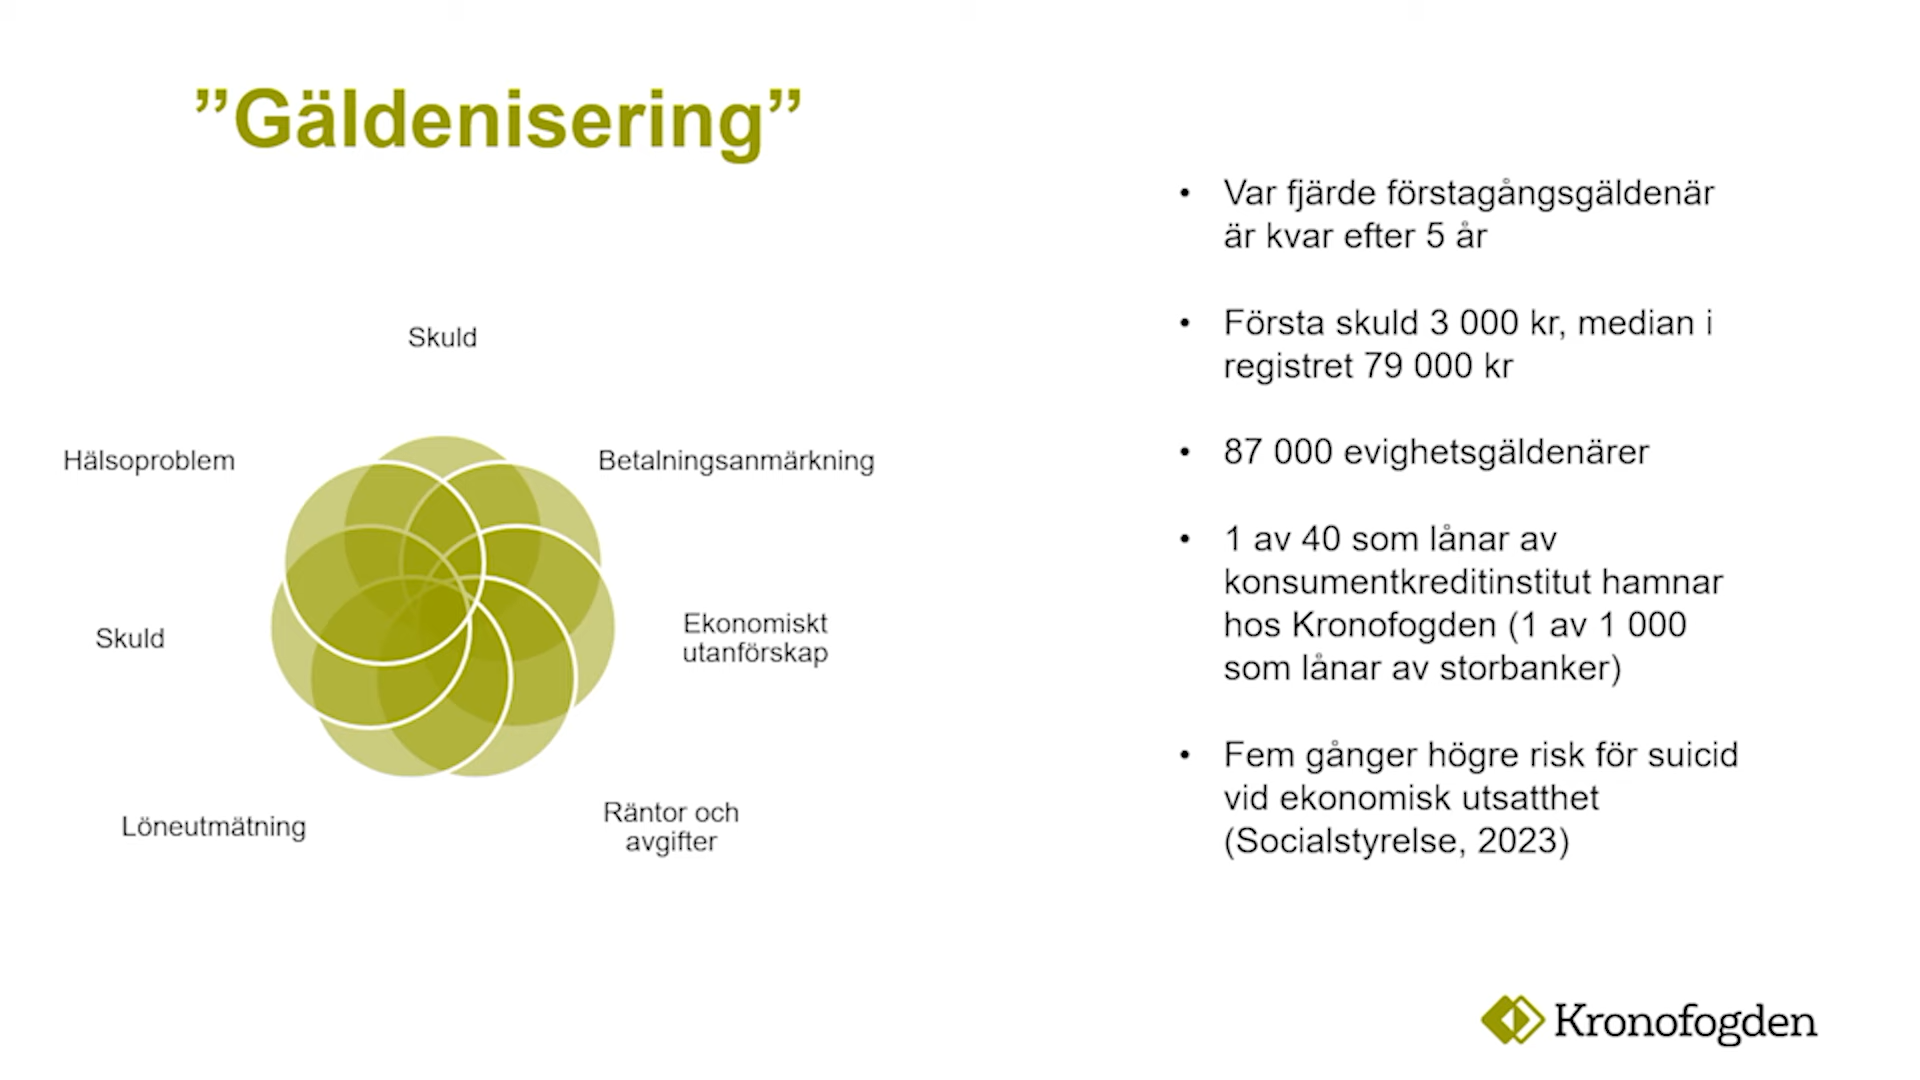 ”Gäldenisering”
Skuld
Hälsoproblem
Betalningsanmärkning
Skuld
Ekonomiskt
utanförskap
Löneutmätning
Räntor och
avgifter
• Var fjärde förstagångsgäldenär
är kvar efter 5 år
• Första skuld 3 000 kr, median i
registret 79 000 kr
• 87 000 evighetsgäldenärer
• 1 av 40 som lånar av
konsumentkreditinstitut hamnar
hos Kronofogden (1 av 1 000
som lånar av storbanker)
• Fem gånger högre risk för suicid
vid ekonomisk utsatthet
(Socialstyrelse, 2023)
Kronofogden